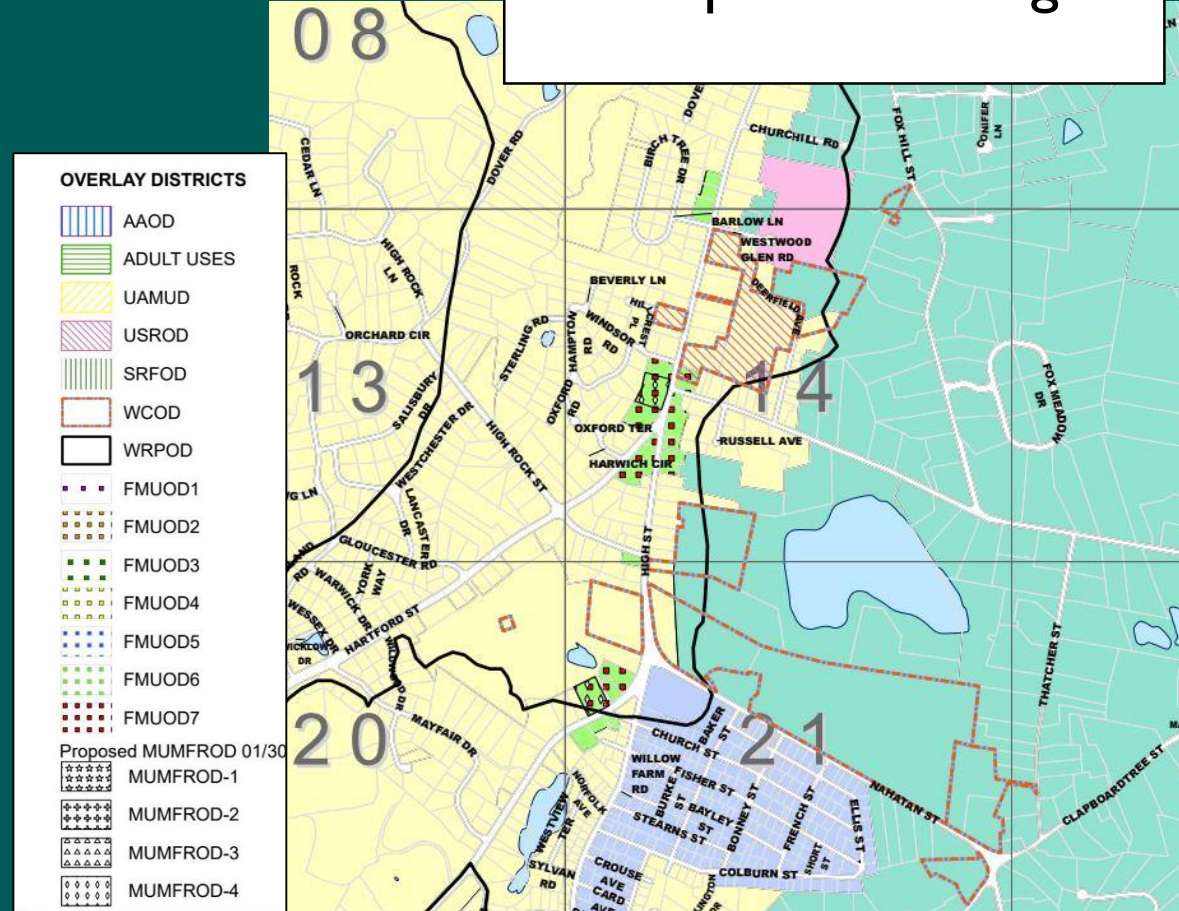 08
OVERLAY DISTRICTS
AAOD
ADULT USES
UAMUD
USROD
SRFOD
WCOD
WRPOD
FMUOD1
FMUOD2
FMUOD3
FMUOD4
FMUOD5
FMUOD6
FMUOD7
Proposed MUMFROD 01/30
MUMFROD-1
MUMFROD-2
MUMFROD-3
MUMFROD-4
CEDAR LN
DOVER RD
BIRCH TREE DR
CHURCHILL RD
FOX HILL ST
CONIFER
LN
HIGH ROCK
LN
ROCK
BARLOW LN
WESTWOOD
GLEN RD
BEVERLY LN
DEERFIELD AVE
HILLCREST
PL
WINDSOR
RD
HAMPTON
RD
STERLING RD
ORCHARD CIR
13
14
FOX MEADOW
DR
SALISBURY
DR
OXFORD
RD
OXFORD TER
RUSSELL AVE
WESTCHESTER DR
HIGH ROCK ST
HARWICH CIR
LANCASTER
DR
GLOUCESTER RD
HIGH ST
YORK
WAY
RD
WARWICK DR
WESSEX DR
HARTFORD ST
DR
WILLOW
FARM
RD
THATCHER ST
20
21
MAYFAIR DR
BAKER
ST
CHURCH ST
FISHER ST
BURKE
ST
BAYLEY
ST
STEARNS ST
BONNEY ST
FRENCH ST
ELLIS ST
SHORT
ST
NAHATAN ST
CLAPBOARDTREE ST
NORFOLK
AVE
WESTVIEW
TER
SYLVAN
RD
CROUSE
AVE
CARD
AVE
COLBURN ST